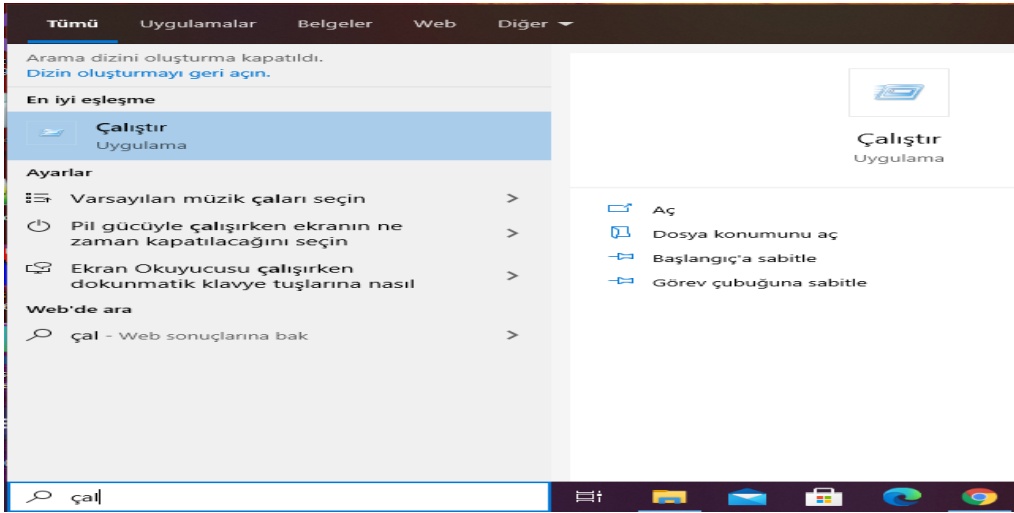 Tümü Uygulamalar Belgeler Web Diğer
Arama dizini oluşturma kapatıldı.
Dizin oluşturmayı geri açın.
En iyi eşleşme
Çalıştır
Uygulama
Ayarlar
Varsayılan müzik çaları seçin
Pil gücüyle çalışırken ekranın ne
zaman kapatılacağını seçin
Ekran Okuyucusu çalışırken
dokunmatik klavye tuşlarına nasıl
Web'de ara
çal - Web sonuçlarına bak
Çalıştır
Uygulama
Aç
Dosya konumunu aç
Başlangıç'a sabitle
Görev çubuğuna sabitle
çal